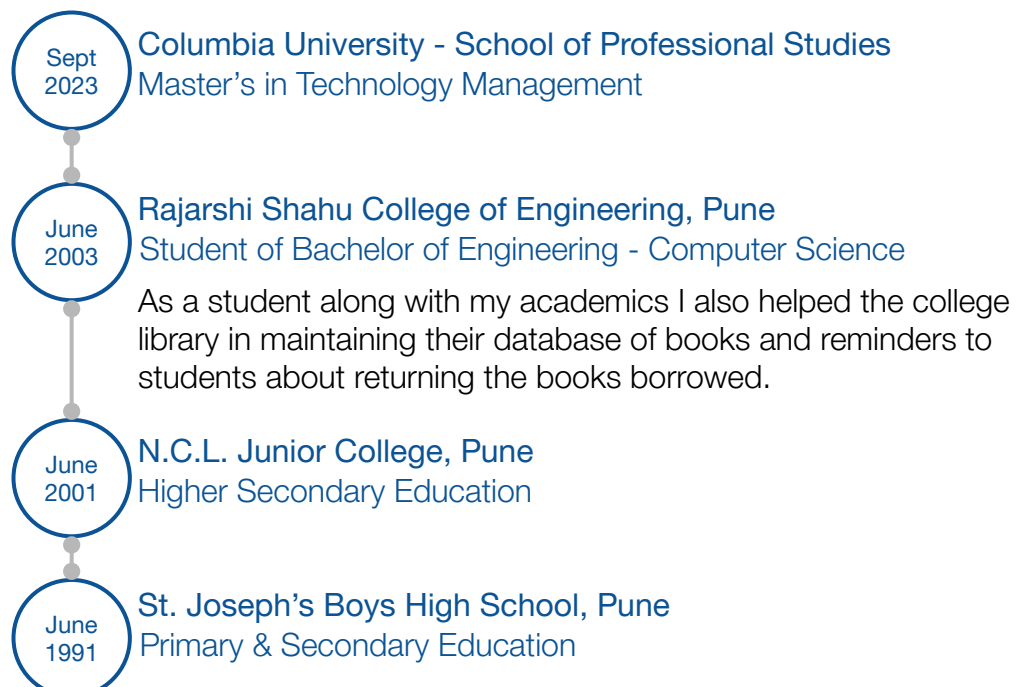 Sept
2023
Columbia University - School of Professional Studies
Master’s in Technology Management
June
2003
Rajarshi Shahu College of Engineering, Pune
Student of Bachelor of Engineering - Computer Science
As a student along with my academics I also helped the college
library in maintaining their database of books and reminders to
students about returning the books borrowed.
June
2001
N.C.L. Junior College, Pune
Higher Secondary Education
June
1991
St. Joseph’s Boys High School, Pune
Primary & Secondary Education